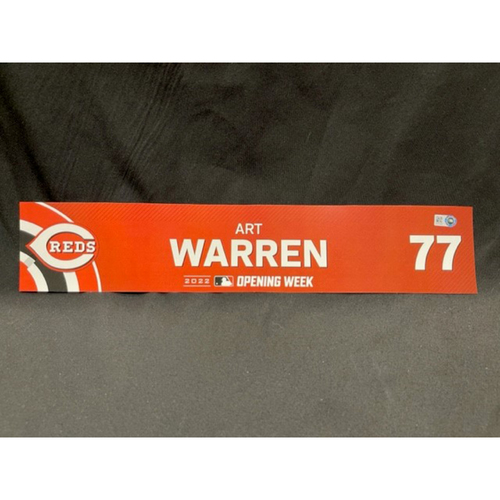 REDS
ART
WARREN
77
2022 OPENING WEEK